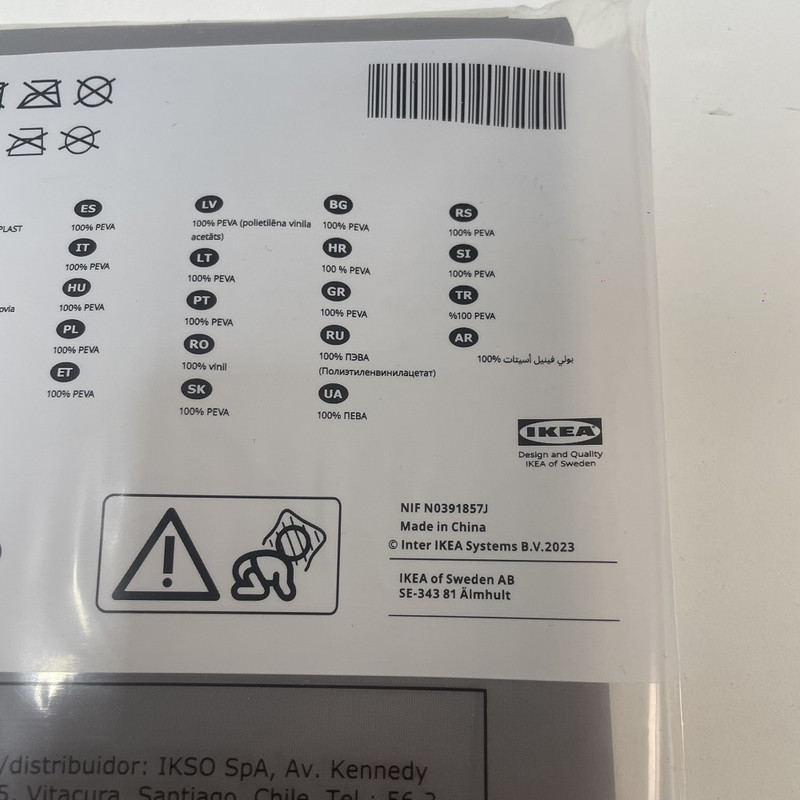 PLAST
ovia
ES
100% PEVA
IT
100% PEVA
HU
100% PEVA
PL
100% PEVA
ET
100% PEVA
LV
100% PEVA (polietilēna vinila
acetāts)
LT
100% PEVA
PT
100% PEVA
RO
100% vinil
SK
100% PEVA
BG
100% PEVA
HR
100 % PEVA
GR
100% PEVA
RU
100% ПЭВА
(Полиэтиленвинилацетат)
UA
100% ПЕВА
RS
100% PEVA
SI
100% PEVA
TR
%100 PEVA
AR
100% بولي فينيل أسيتات
IKEA
Design and Quality
IKEA of Sweden
NIF N0391857J
Made in China
© Inter IKEA Systems B.V.2023
IKEA of Sweden AB
SE-343 81 Älmhult
/distribuidor: IKSO SpA, Av. Kennedy
5, Vitacura, Santiago, Chile, Tel.: 56 2